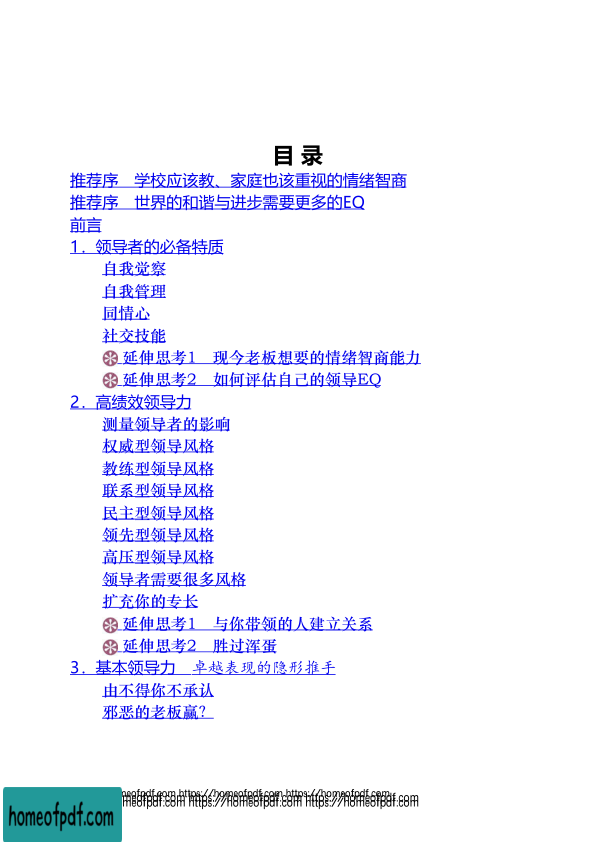 目 录
推荐序　学校应该教、家庭也该重视的情绪智商
推荐序　世界的和谐与进步需要更多的EQ
前言
1．领导者的必备特质
自我觉察
自我管理
同情心
社交技能
延伸思考1　现今老板想要的情绪智商能力
延伸思考2　如何评估自己的领导EQ
2．高绩效领导力
测量领导者的影响
权威型领导风格
教练型领导风格
联系型领导风格
民主型领导风格
领先型领导风格
高压型领导风格
领导者需要很多风格
扩充你的专长
延伸思考1　与你带领的人建立关系
延伸思考2　胜过浑蛋
3．基本领导力　卓越表现的隐形推手
由不得你不承认
邪恶的老板赢？
homeofpdf.com https://homeofpdf.com https://homeofpdf.com
homeofpdf.com https://homeofpdf.com https://homeofpdf.com
homeofpdf.com